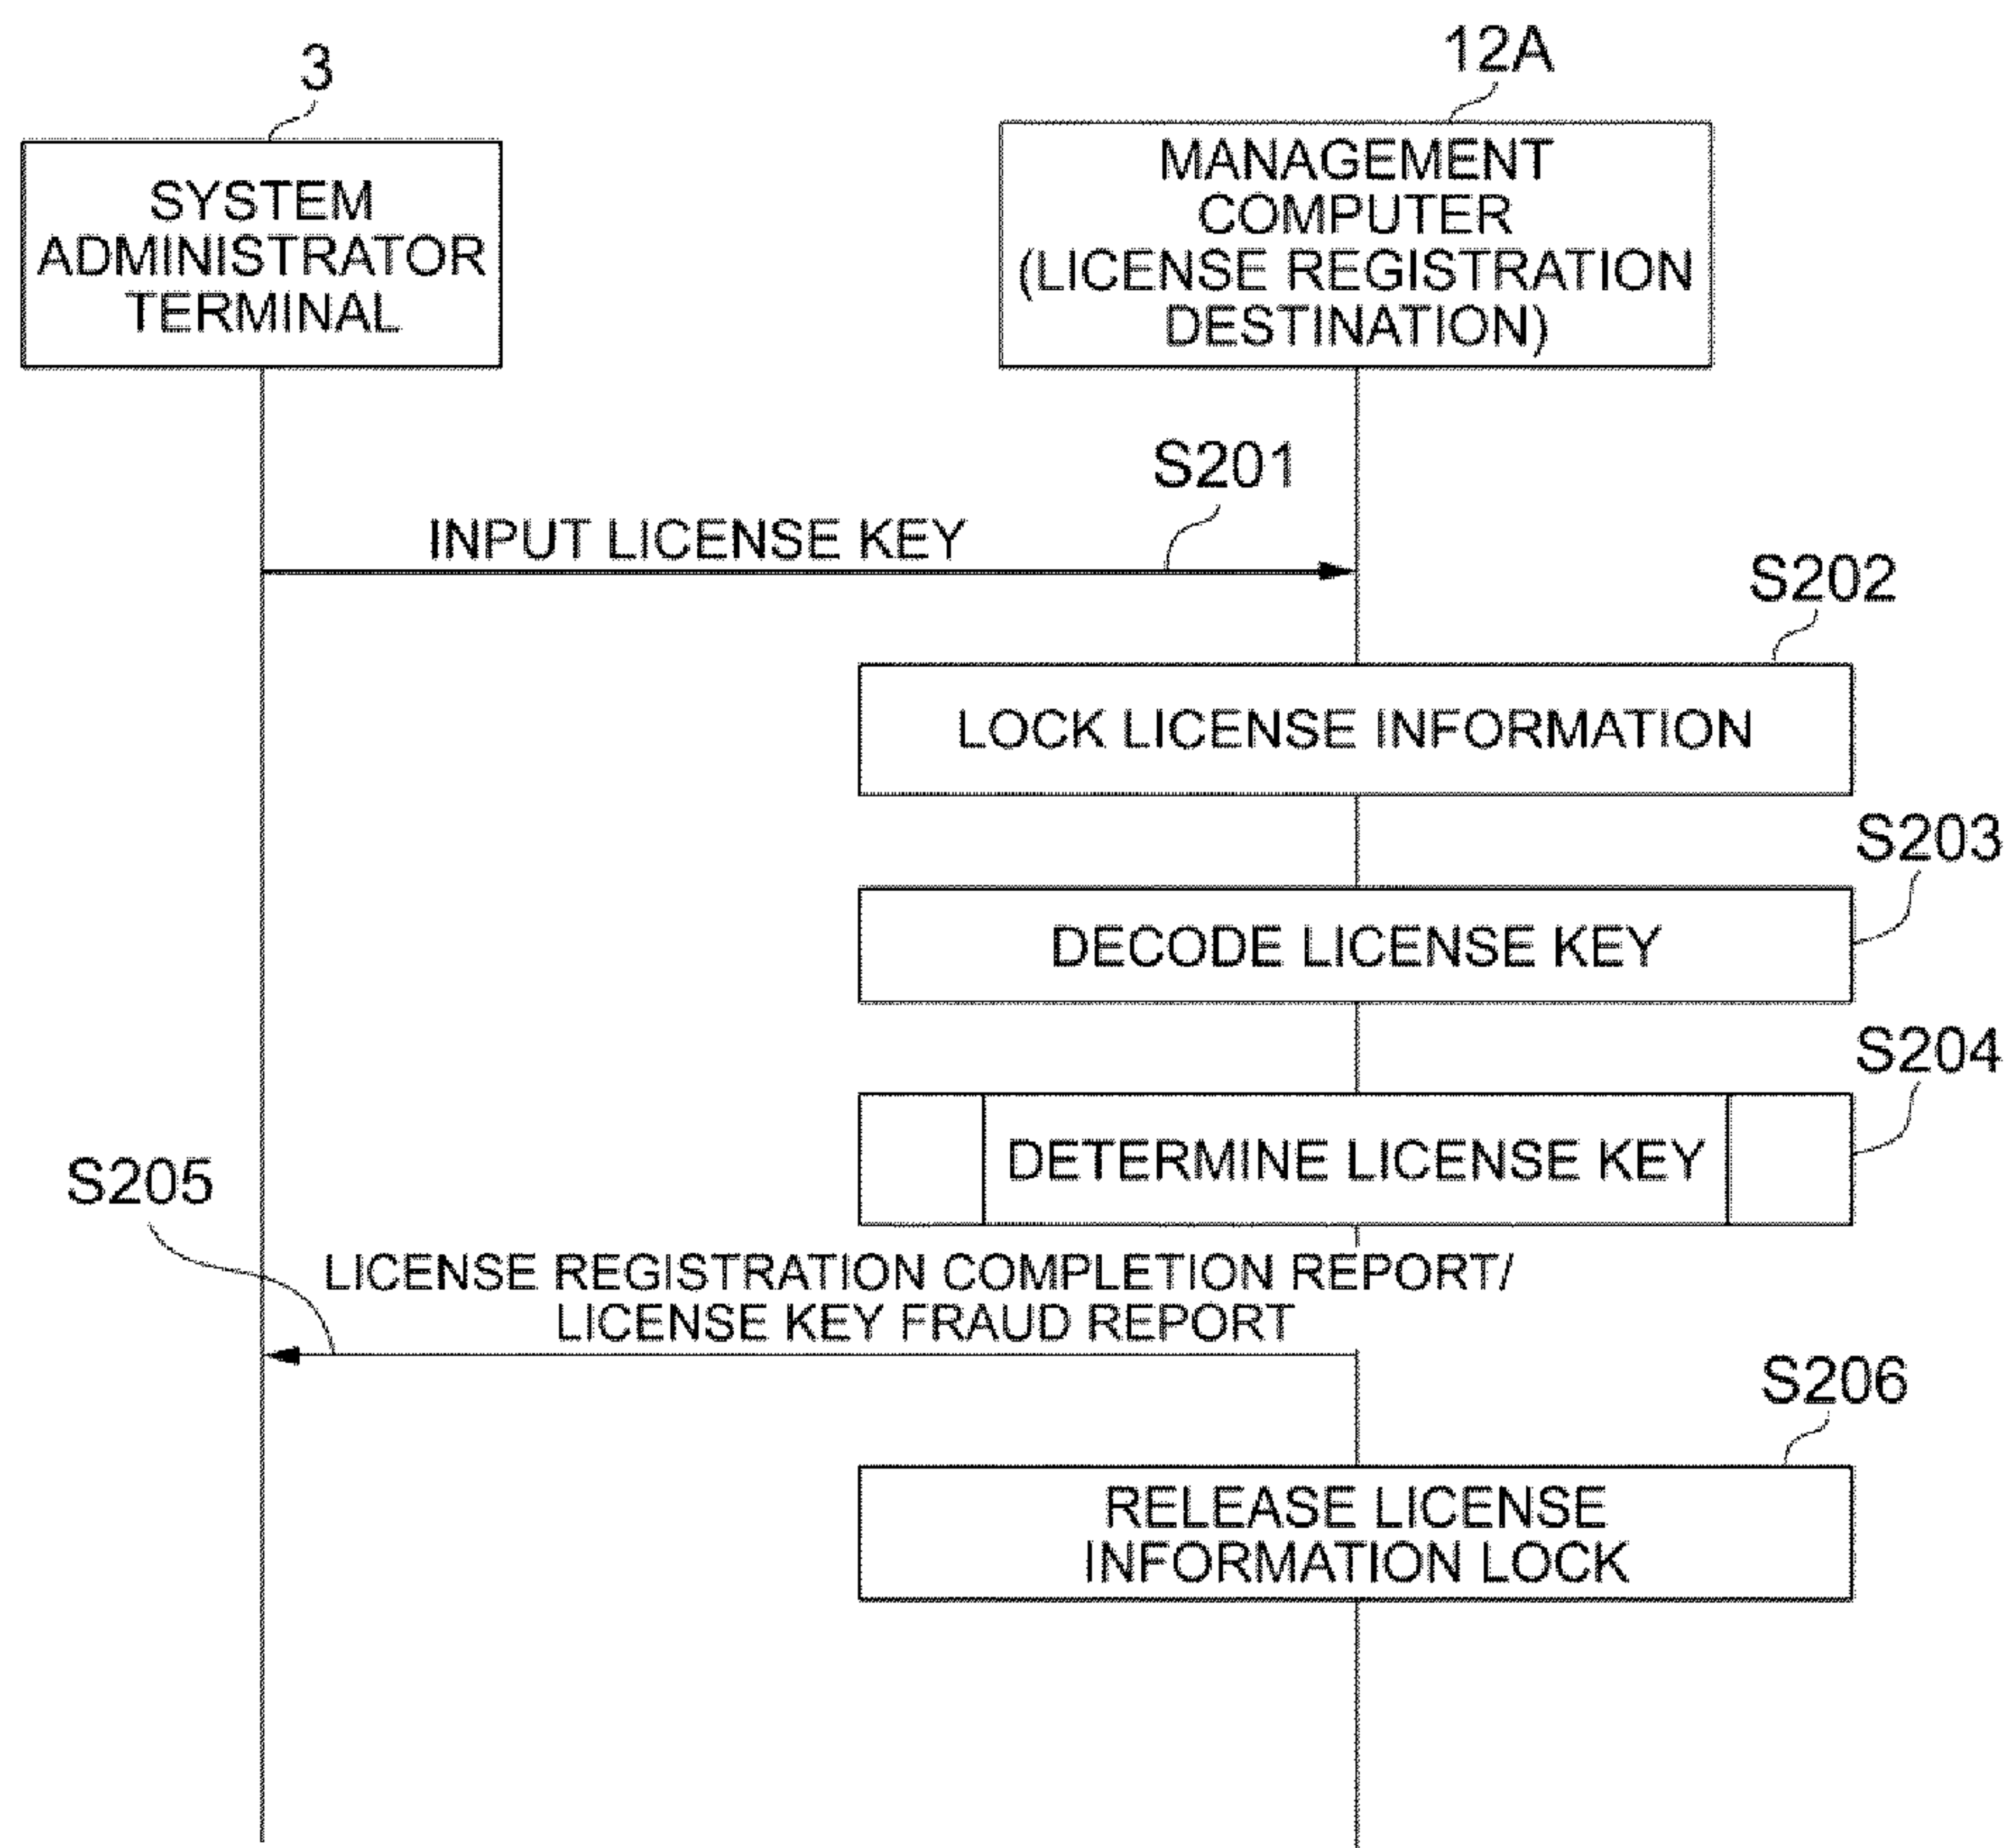 3
12A
SYSTEM
ADMINISTRATOR
TERMINAL
MANAGEMENT
COMPUTER
(LICENSE REGISTRATION
DESTINATION)
S201
INPUT LICENSE KEY
S202
LOCK LICENSE INFORMATION
S203
DECODE LICENSE KEY
S204
DETERMINE LICENSE KEY
S205
LICENSE REGISTRATION COMPLETION REPORT/
LICENSE KEY FRAUD REPORT
S206
RELEASE LICENSE
INFORMATION LOCK